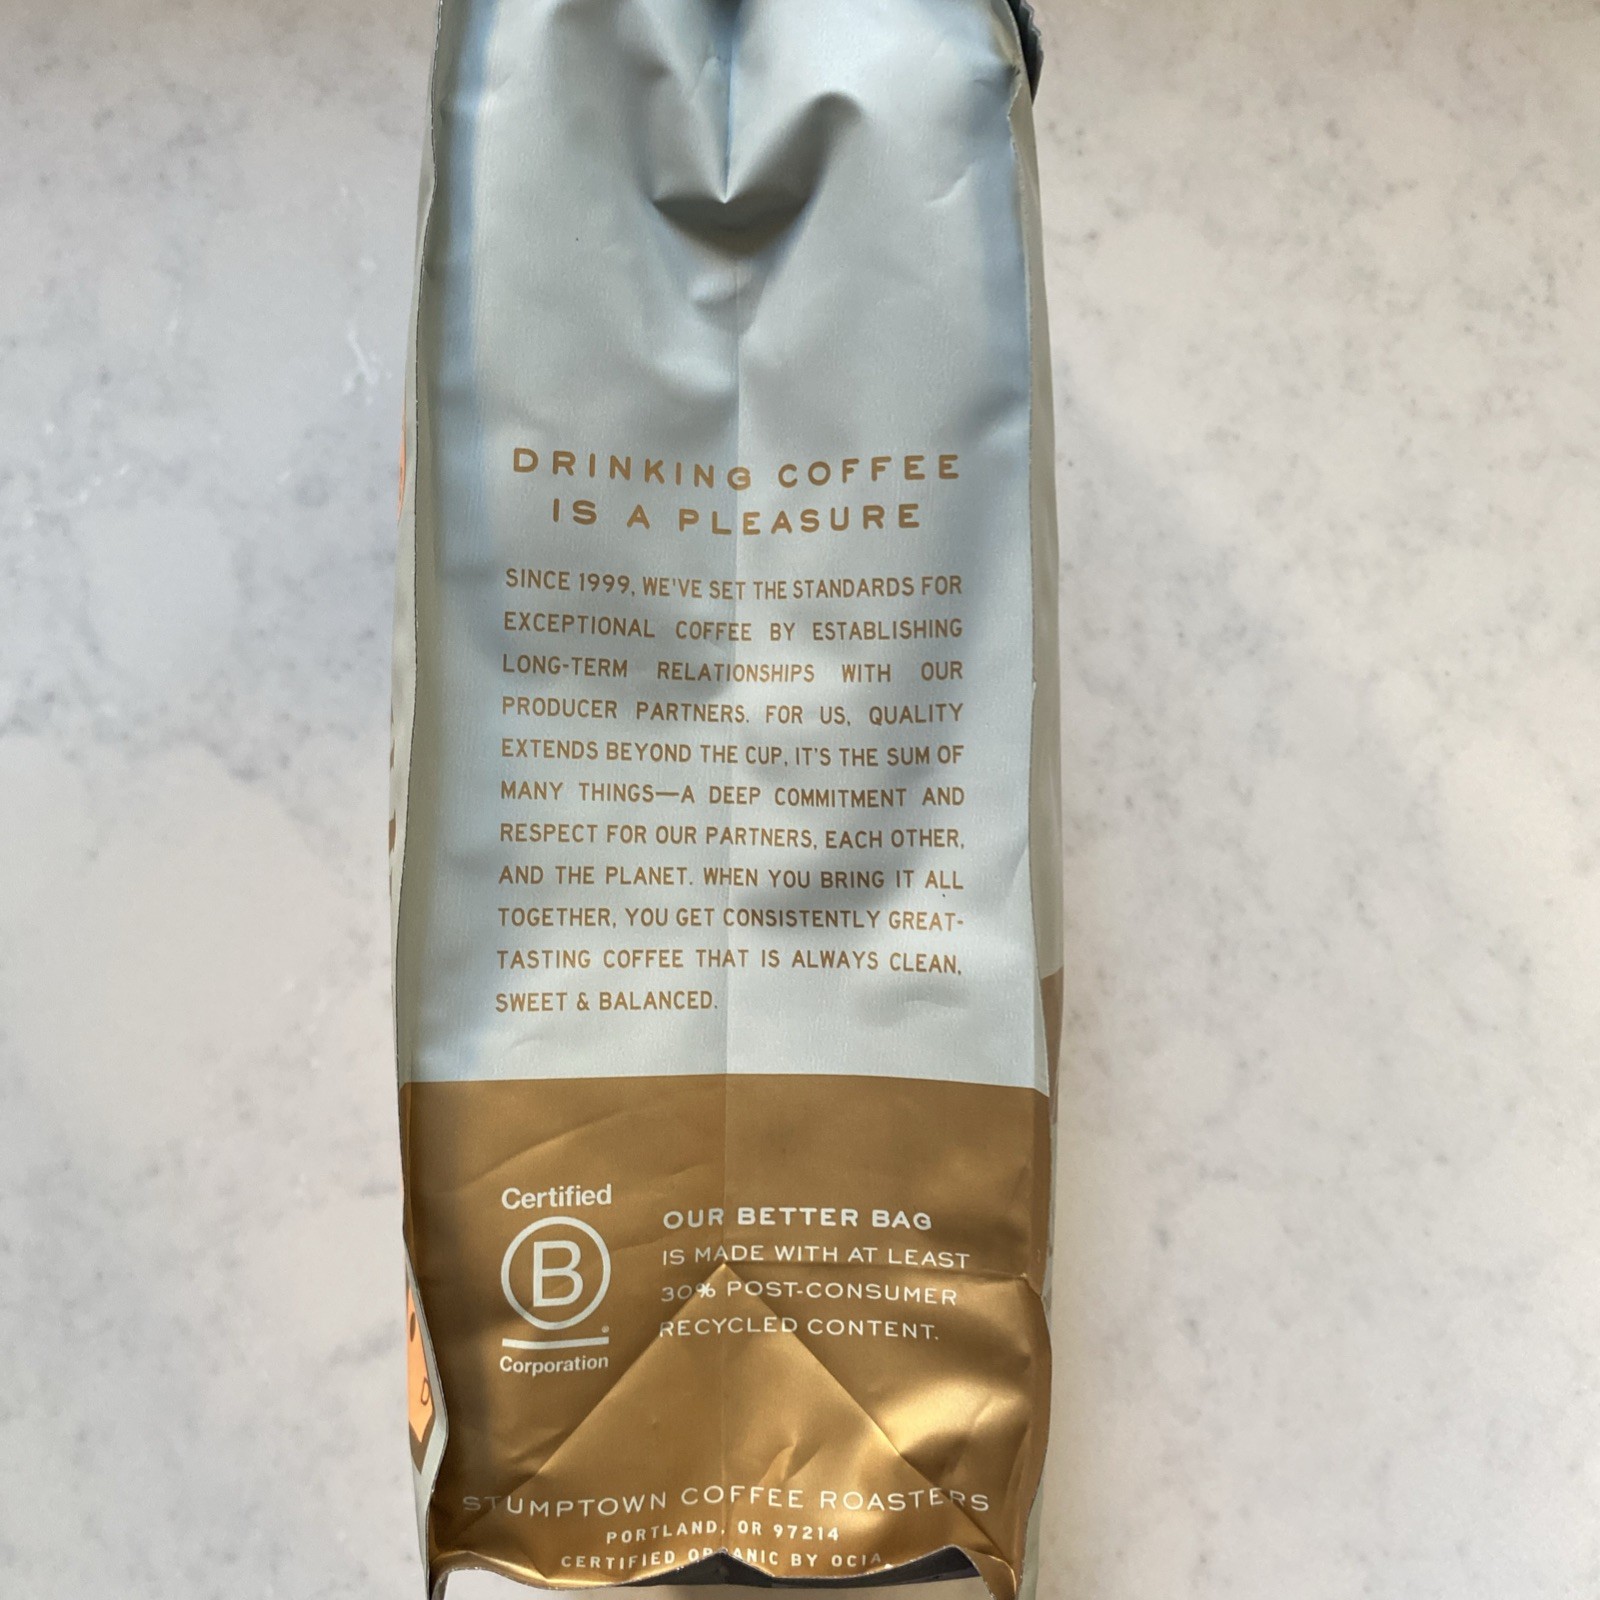 DRINKING COFFEE
IS A PLEASURE
SINCE 1999, WE'VE SET THE STANDARDS FOR
EXCEPTIONAL COFFEE BY ESTABLISHING
LONG-TERM RELATIONSHIPS WITH OUR
PRODUCER PARTNERS. FOR US, QUALITY
EXTENDS BEYOND THE CUP, IT'S THE SUM OF
MANY THINGS—A DEEP COMMITMENT AND
RESPECT FOR OUR PARTNERS, EACH OTHER,
AND THE PLANET. WHEN YOU BRING IT ALL
TOGETHER, YOU GET CONSISTENTLY GREAT-
TASTING COFFEE THAT IS ALWAYS CLEAN,
SWEET & BALANCED.
Certified
B
Corporation
OUR BETTER BAG
IS MADE WITH AT LEAST
30% POST-CONSUMER
RECYCLED CONTENT.
STUMPTOWN COFFEE ROASTERS
PORTLAND, OR 97214
CERTIFIED ORGANIC BY OCIA